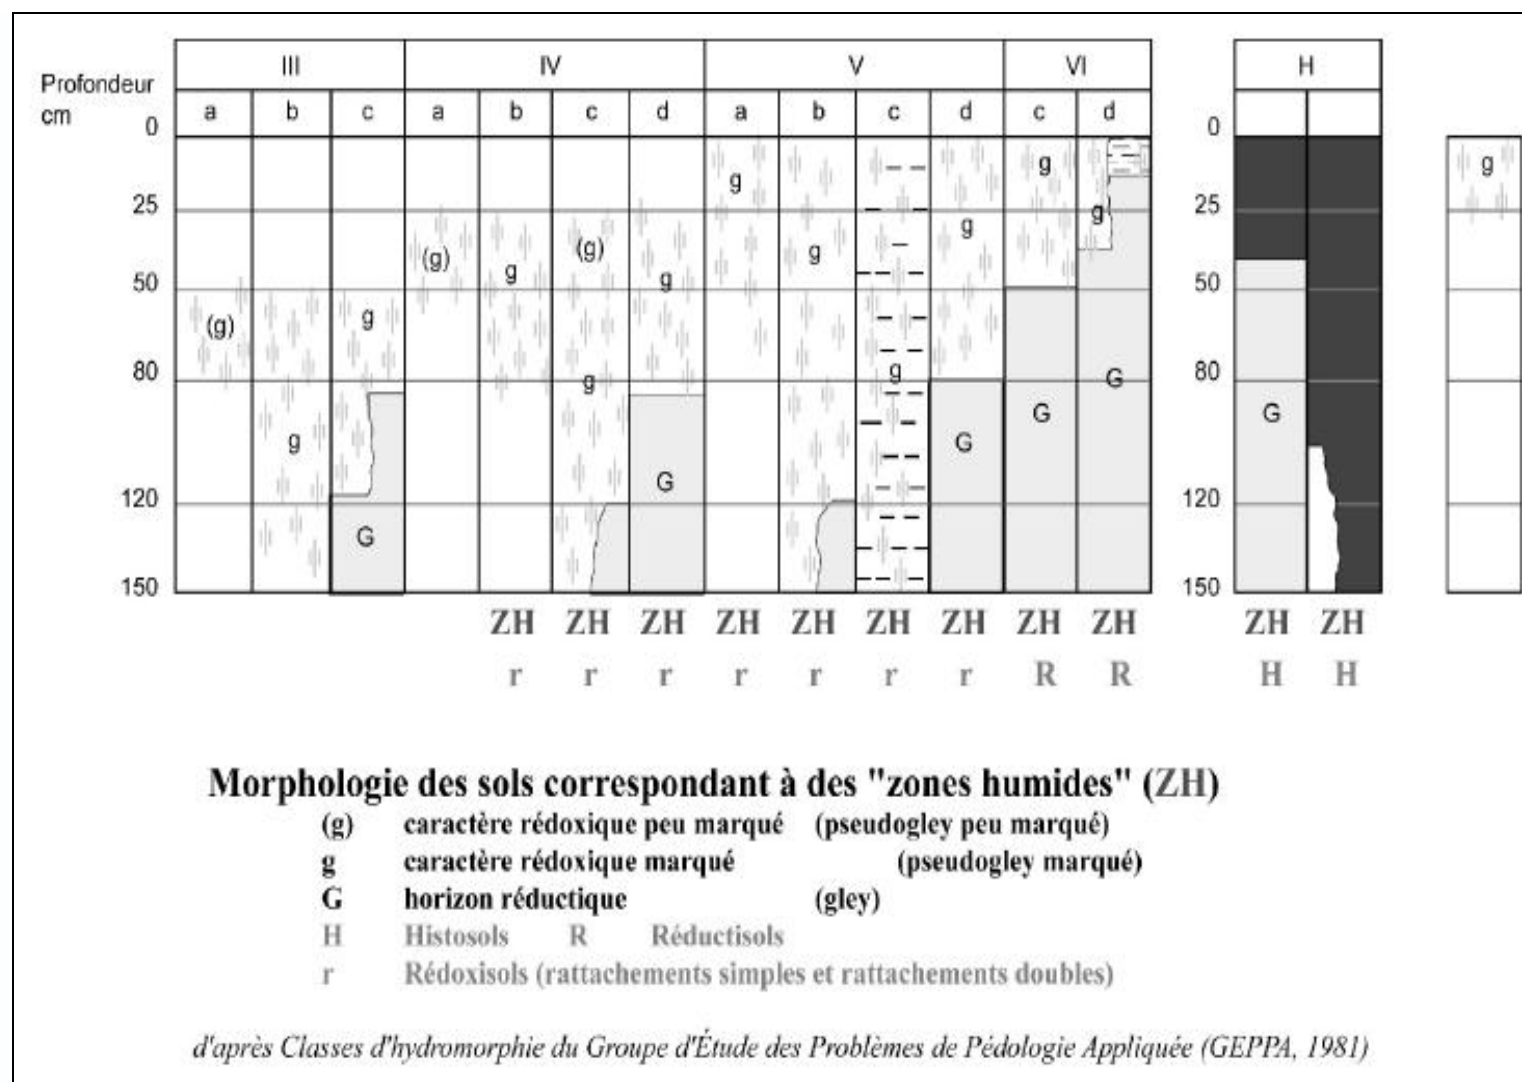 III IV V VI H
Profondeur
cm
a b c a b c d a b c d c d
0 0
g g g
25 25
g g
(g) (g) g g
50 50
(g) g
80 g g G 80
g G G G
G
120 120
G
150 150
ZH ZH ZH ZH ZH ZH ZH ZH ZH ZH ZH
r r r r r r r R R H H
Morphologie des sols correspondant à des "zones humides" (ZH)
(g) caractère rédoxique peu marqué (pseudogley peu marqué)
g caractère rédoxique marqué (pseudogley marqué)
G horizon réductique (gley)
H Histosols R Réductisols
r Rédoxisols (rattachements simples et rattachements doubles)
d'après Classes d'hydromorphie du Groupe d'Étude des Problèmes de Pédologie Appliquée (GEPPA, 1981)